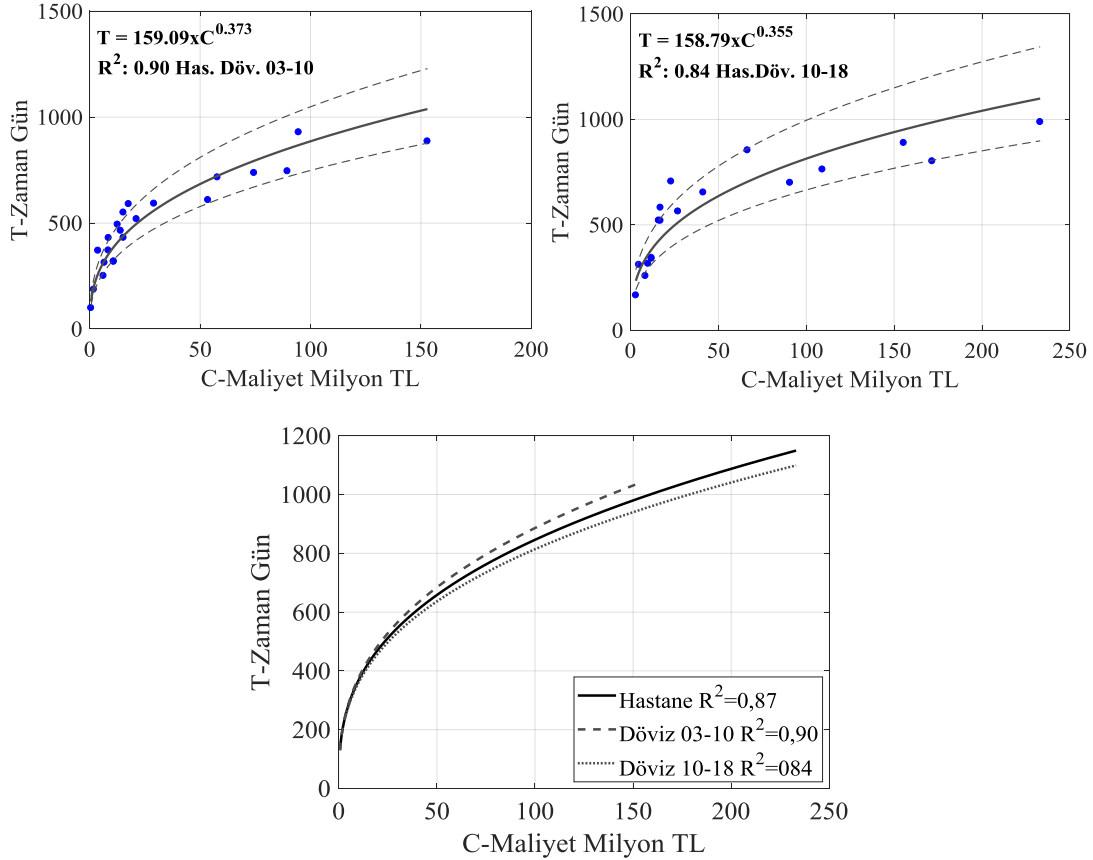 T = 159.09xC^0.373
R^2: 0.90 Has. Döv. 03-10
1500
1000
500
0
0 50 100 150 200
T-Zaman Gün
C-Maliyet Milyon TL
T = 158.79xC^0.355
R^2: 0.84 Has.Döv. 10-18
1500
1000
500
0
0 50 100 150 200 250
T-Zaman Gün
C-Maliyet Milyon TL
1200
1000
800
600
400
200
0
0 50 100 150 200 250
T-Zaman Gün
C-Maliyet Milyon TL
Hastane R^2=0,87
Döviz 03-10 R^2=0,90
Döviz 10-18 R^2=084